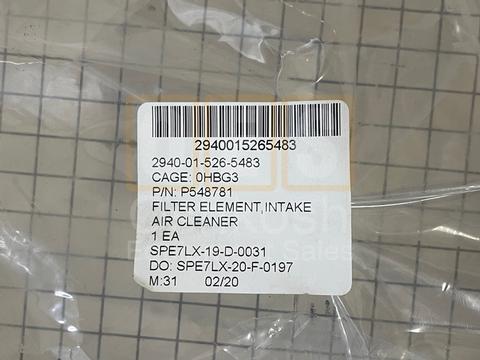 2940015265483
2940-01-526-5483
CAGE: 0HBG3
P/N: P548781
FILTER ELEMENT,INTAKE
AIR CLEANER
1 EA
SPE7LX-19-D-0031
DO: SPE7LX-20-F-0197
M:31 02/20